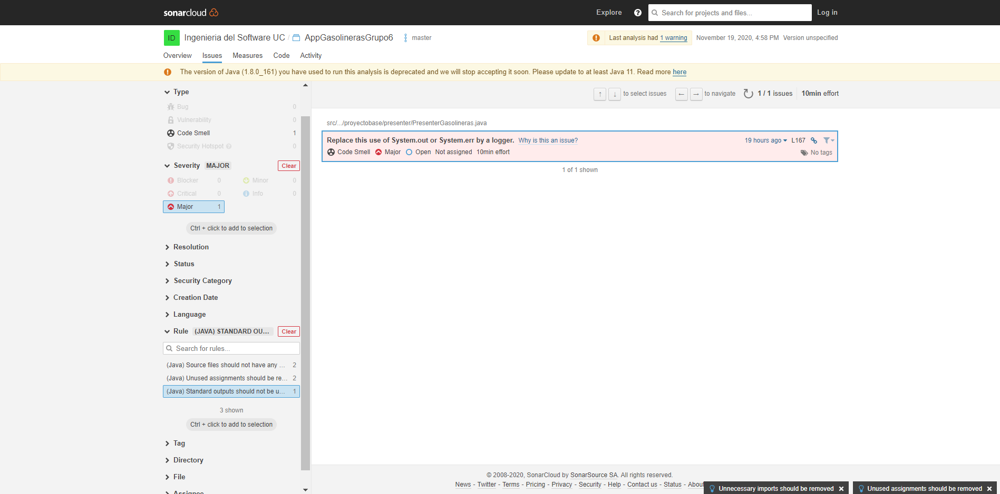 sonarcloud
Explore
Search for projects and files...
Log in
ID
Ingenieria del Software UC / AppGasolinerasGrupo6
master
Last analysis had 1 warning
November 19, 2020, 4:58 PM
Version unspecified
Overview
Issues
Measures
Code
Activity
The version of Java (1.8.0_161) you have used to run this analysis is deprecated and we will stop accepting it soon. Please update to at least Java 11. Read more here
Type
Bug 0
Vulnerability 0
Code Smell 1
Security Hotspot 0
Severity MAJOR Clear
Blocker 0
Minor 0
Critical 0
Info 0
Major 1
Ctrl + click to add to selection
Resolution
Status
Security Category
Creation Date
Language
Rule (JAVA) STANDARD OU... Clear
Search for rules...
(Java) Source files should not have any ... 2
(Java) Unused assignments should be re... 2
(Java) Standard outputs should not be u... 1
3 shown
Ctrl + click to add to selection
Tag
Directory
File
Assignee
↑ ↓ to select issues
← → to navigate
1 / 1 issues
10min effort
src/.../proyectobase/presenter/PresenterGasolineras.java
Replace this use of System.out or System.err by a logger. Why is this an issue?
19 hours ago L167
Code Smell Major Open Not assigned 10min effort
No tags
1 of 1 shown
© 2008-2020, SonarCloud by SonarSource SA. All rights reserved.
News - Twitter - Terms - Pricing - Privacy - Security - Help - Contact us - Status - About
Unnecessary imports should be removed
Unused assignments should be removed